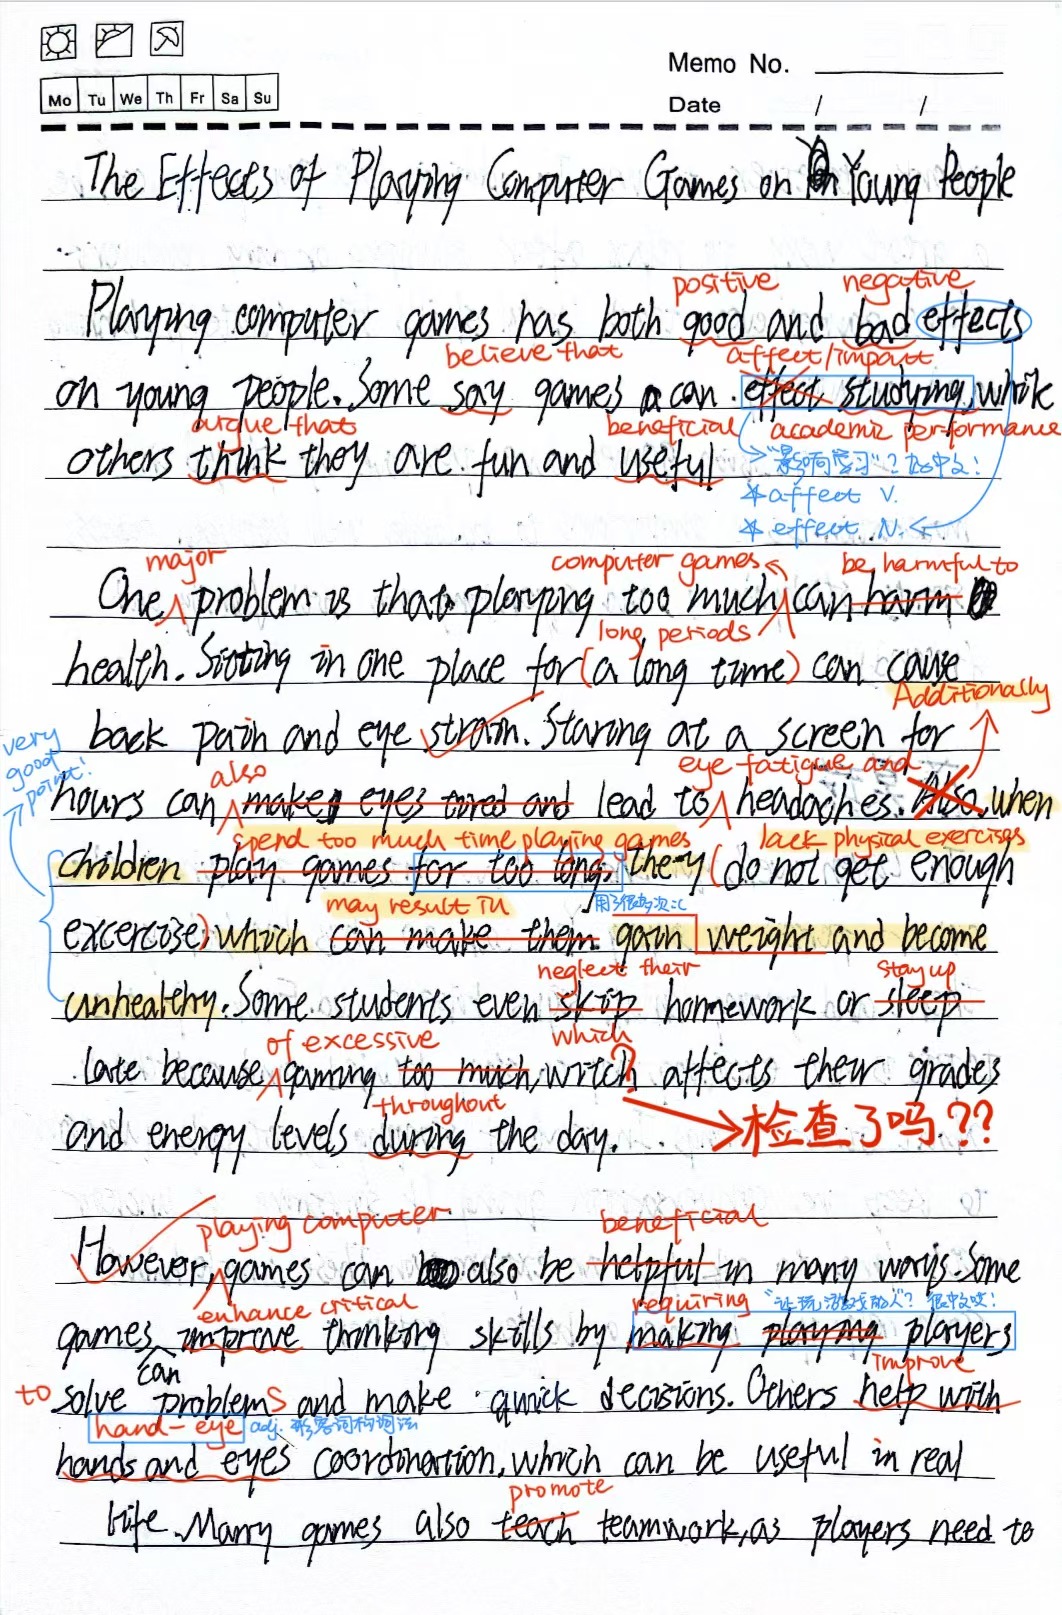 Memo No.
Mo Tu We Th Fr Sa Su
Date / /
The Effects of Playing Computer Games on Young People
positive negative
Playing computer games has both good and bad effects
believe that affect/impact
on young people. Some say games can effect studying, while
argue that beneficial academic performance
others think they are fun and useful
"影响学习"? 太中文!
* affect V.
* effect N.
major computer games be harmful to
One problem is that playing too much can harm
long periods
health. Sitting in one place for (a long time) can cause
Additionally
back pain and eye strain. Staring at a screen for
very good point!
also eye fatigue and
hours can make eyes tired and lead to headaches. Also, when
spend too much time playing games lack physical exercises
children play games for too long, they (do not get enough
may result in 用了很多次
excercise) which can make them gain weight and become
neglect their stay up
unhealthy. Some students even skip homework or sleep
of excessive which
late because gaming too much, witch affects their grades
throughout
and energy levels during the day.
检查了吗??
playing computer beneficial
However, games can also be helpful in many ways. Some
enhance critical requiring "让玩游戏的人"? 很中文!
games improve thinking skills by making playing players
can improve
to solve problems and make quick decisions. Others help with
hand-eye adj. 形容词构词法
hands and eyes coordination, which can be useful in real
promote
life. Many games also teach teamwork, as players need to